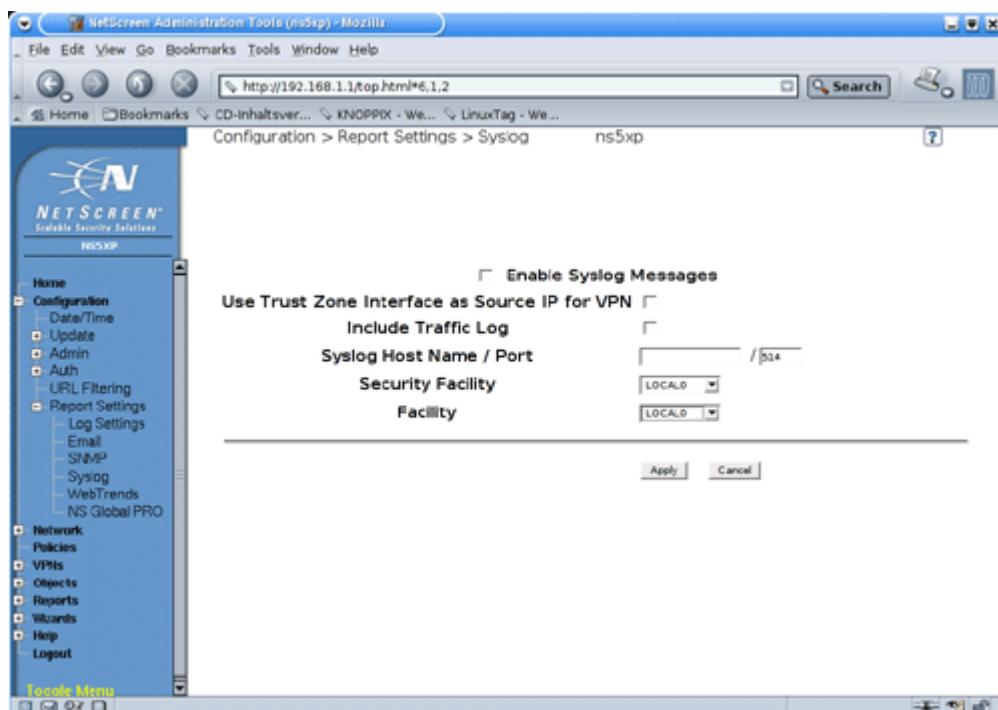 NetScreen Administration Tools (ns5xp) - Mozilla
File Edit View Go Bookmarks Tools Window Help
http://192.168.1.1/top.html#6,1,2 Search
Home Bookmarks CD-Inhaltsver... KNOPPIX - We... LinuxTag - We...
Configuration > Report Settings > Syslog ns5xp ?
N
NETSCREEN
Scalable Security Solutions
NS5XP
Home
Configuration
Date/Time
Update
Admin
Auth
URL Filtering
Report Settings
Log Settings
Email
SNMP
Syslog
WebTrends
NS Global PRO
Network
Policies
VPNs
Objects
Reports
Wizards
Help
Logout
Toggle Menu
Enable Syslog Messages
Use Trust Zone Interface as Source IP for VPN
Include Traffic Log
Syslog Host Name / Port / 514
Security Facility LOCAL0
Facility LOCAL0
Apply Cancel